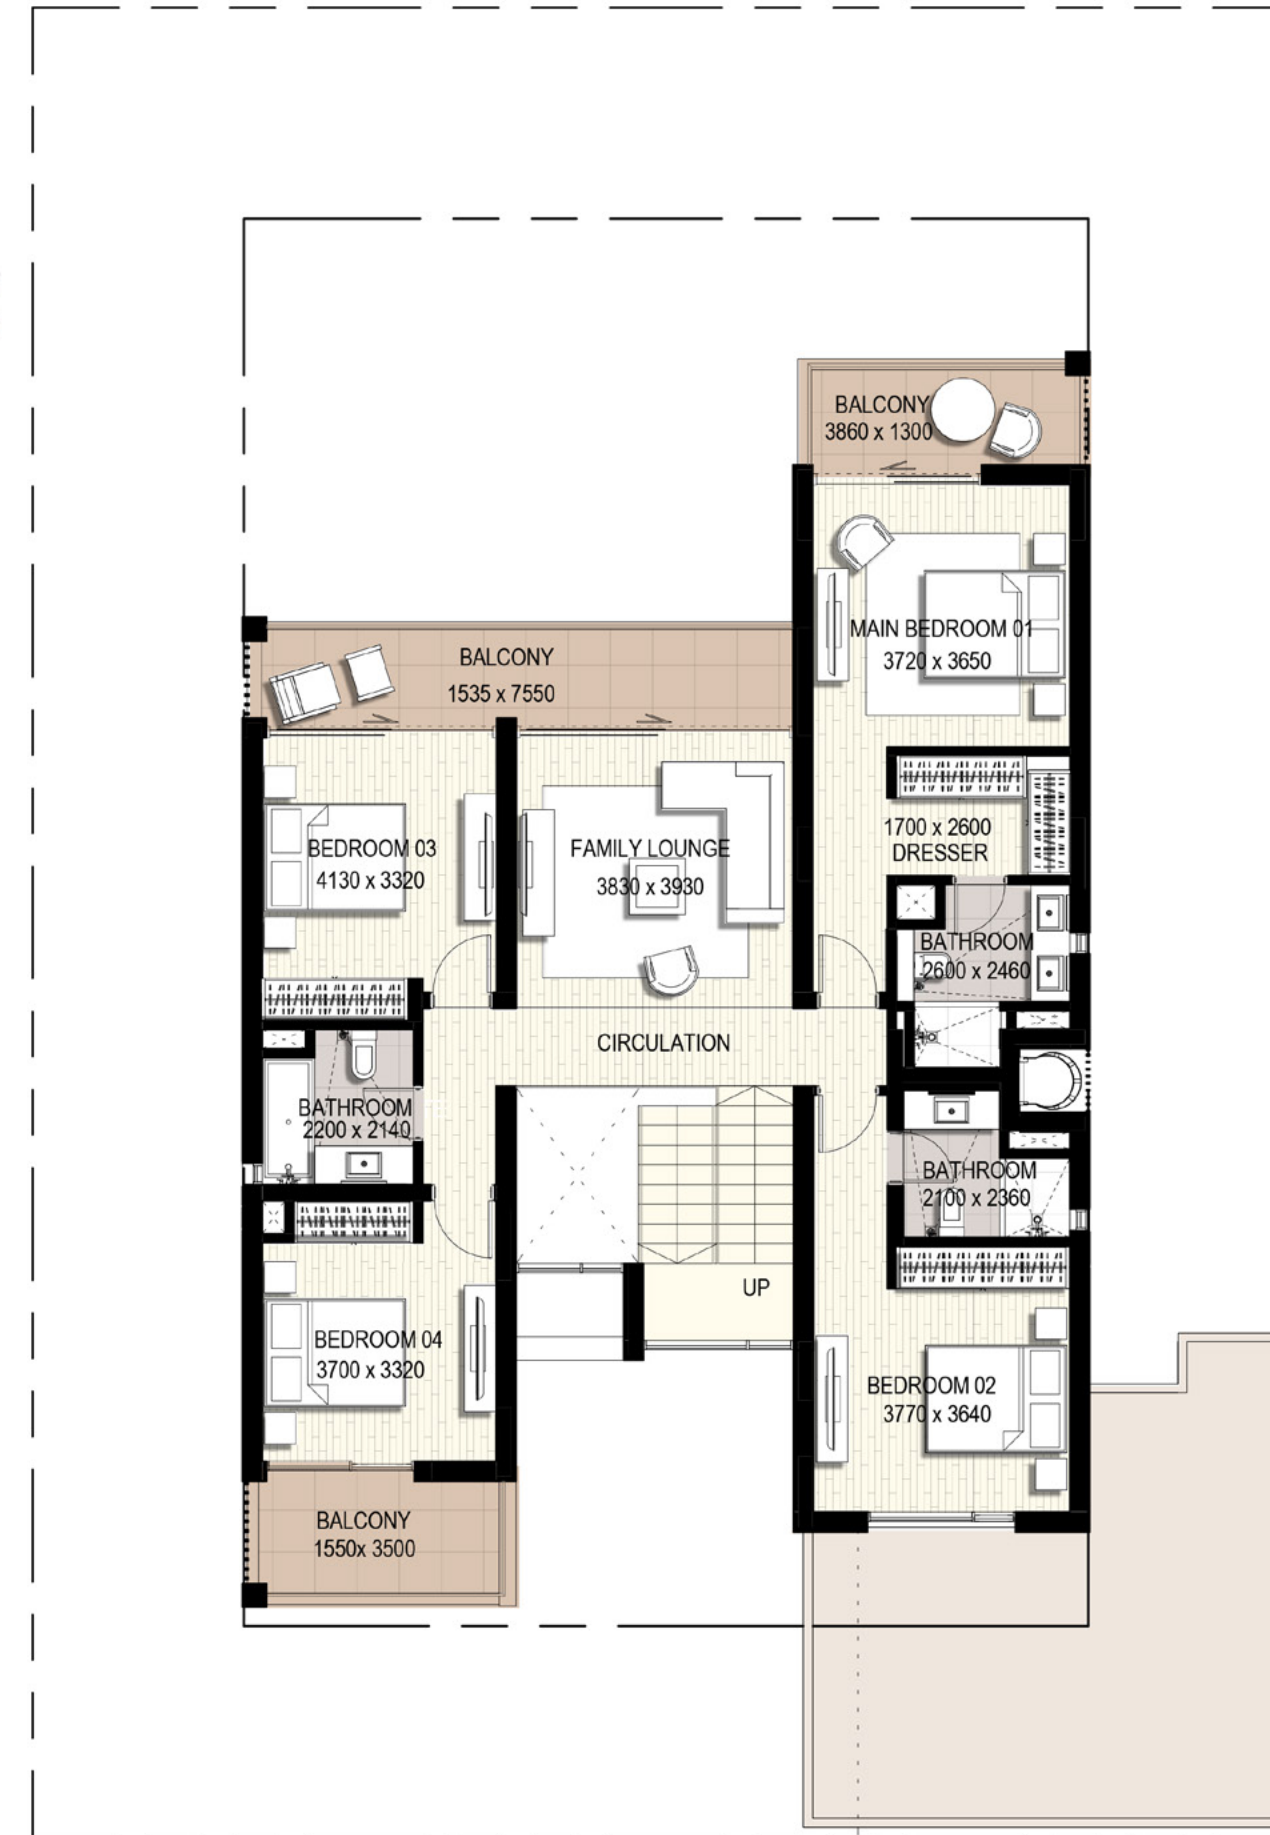 BALCONY
3860 x 1300
MAIN BEDROOM 01
3720 x 3650
BALCONY
1535 x 7550
1700 x 2600
DRESSER
BEDROOM 03
4130 x 3320
FAMILY LOUNGE
3830 x 3930
BATHROOM
2600 x 2460
CIRCULATION
BATHROOM
2200 x 2140
BATHROOM
2100 x 2360
UP
BEDROOM 04
3700 x 3320
BEDROOM 02
3770 x 3640
BALCONY
1550x 3500